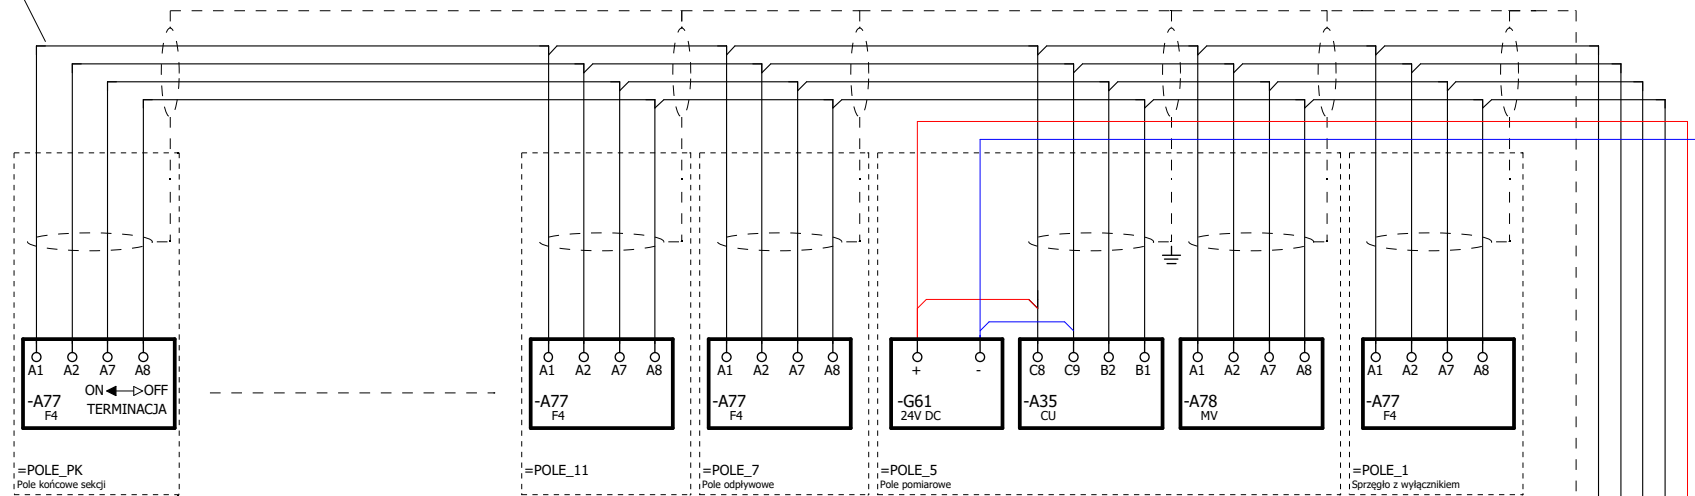 A1 A2 A7 A8
ON OFF
-A77
F4
TERMINACJA
=POLE_PK
Pole końcowe sekcji
A1 A2 A7 A8
-A77
F4
=POLE_11
A1 A2 A7 A8
-A77
F4
=POLE_7
Pole odpływowe
+ -
-G61
24V DC
C8 C9 B2 B1
-A35
CU
A1 A2 A7 A8
-A78
MV
=POLE_5
Pole pomiarowe
A1 A2 A7 A8
-A77
F4
=POLE_1
Sprzęgło z wyłącznikiem